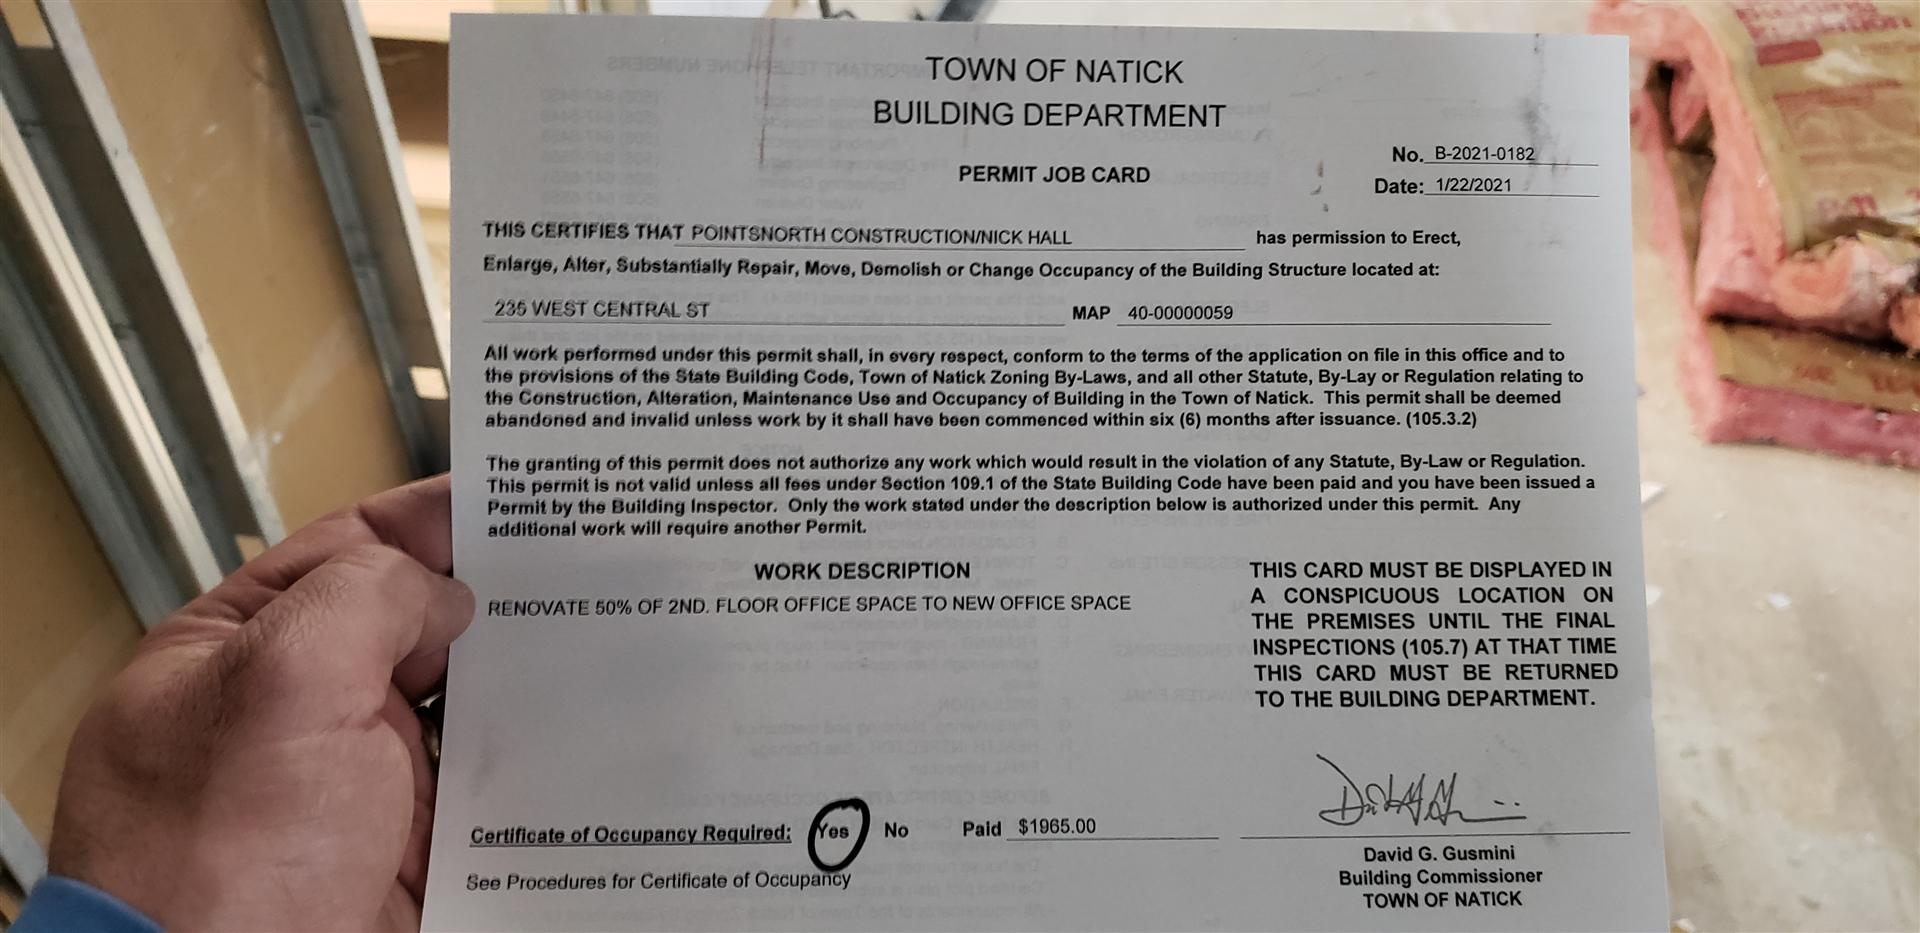 TOWN OF NATICK
BUILDING DEPARTMENT
PERMIT JOB CARD
No. B-2021-0182
Date: 1/22/2021
THIS CERTIFIES THAT POINTSNORTH CONSTRUCTION/NICK HALL has permission to Erect,
Enlarge, Alter, Substantially Repair, Move, Demolish or Change Occupancy of the Building Structure located at:
235 WEST CENTRAL ST MAP 40-00000059
All work performed under this permit shall, in every respect, conform to the terms of the application on file in this office and to
the provisions of the State Building Code, Town of Natick Zoning By-Laws, and all other Statute, By-Lay or Regulation relating to
the Construction, Alteration, Maintenance Use and Occupancy of Building in the Town of Natick. This permit shall be deemed
abandoned and invalid unless work by it shall have been commenced within six (6) months after issuance. (105.3.2)
The granting of this permit does not authorize any work which would result in the violation of any Statute, By-Law or Regulation.
This permit is not valid unless all fees under Section 109.1 of the State Building Code have been paid and you have been issued a
Permit by the Building Inspector. Only the work stated under the description below is authorized under this permit. Any
additional work will require another Permit.
WORK DESCRIPTION
RENOVATE 50% OF 2ND. FLOOR OFFICE SPACE TO NEW OFFICE SPACE
THIS CARD MUST BE DISPLAYED IN
A CONSPICUOUS LOCATION ON
THE PREMISES UNTIL THE FINAL
INSPECTIONS (105.7) AT THAT TIME
THIS CARD MUST BE RETURNED
TO THE BUILDING DEPARTMENT.
Certificate of Occupancy Required: Yes No Paid $1965.00
See Procedures for Certificate of Occupancy
David G. Gusmini
Building Commissioner
TOWN OF NATICK